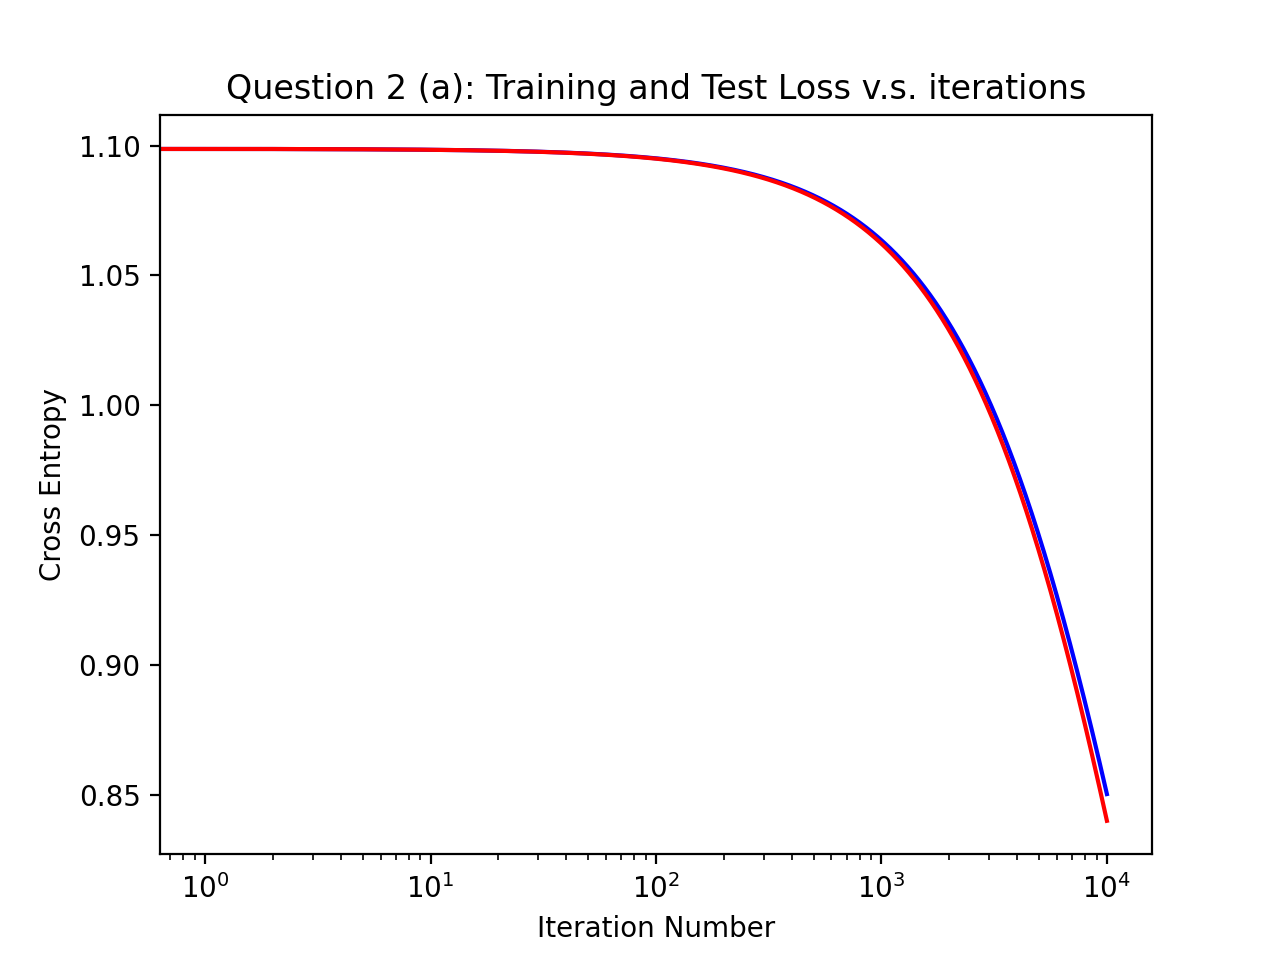 Question 2 (a): Training and Test Loss v.s. iterations
Cross Entropy
1.10
1.05
1.00
0.95
0.90
0.85
10⁰ 10¹ 10² 10³ 10⁴
Iteration Number